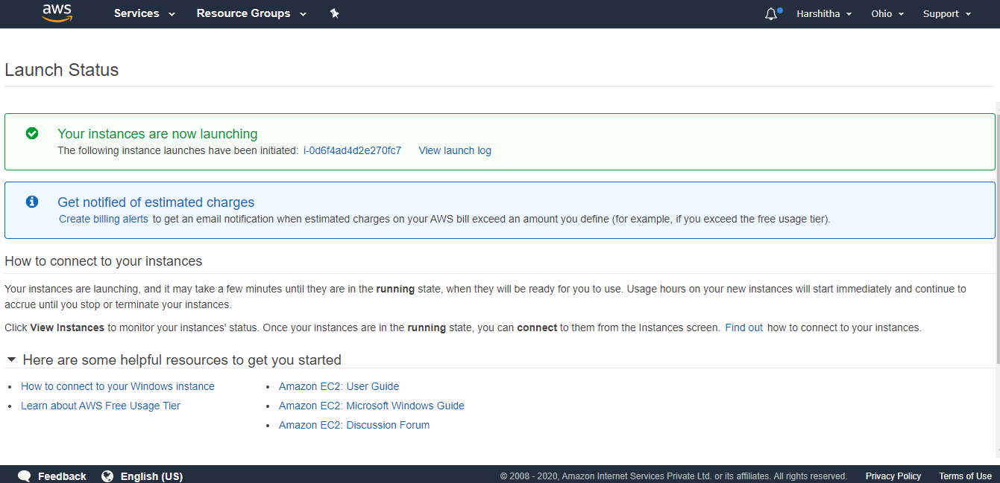 aws Services Resource Groups Harshitha Ohio Support
Launch Status
Your instances are now launching
The following instance launches have been initiated: i-0d6f4ad4d2e270fc7 View launch log
Get notified of estimated charges
Create billing alerts to get an email notification when estimated charges on your AWS bill exceed an amount you define (for example, if you exceed the free usage tier).
How to connect to your instances
Your instances are launching, and it may take a few minutes until they are in the running state, when they will be ready for you to use. Usage hours on your new instances will start immediately and continue to
accrue until you stop or terminate your instances.
Click View Instances to monitor your instances' status. Once your instances are in the running state, you can connect to them from the Instances screen. Find out how to connect to your instances.
Here are some helpful resources to get you started
How to connect to your Windows instance
Learn about AWS Free Usage Tier
Amazon EC2: User Guide
Amazon EC2: Microsoft Windows Guide
Amazon EC2: Discussion Forum
Feedback English (US) © 2008 - 2020, Amazon Internet Services Private Ltd. or its affiliates. All rights reserved. Privacy Policy Terms of Use